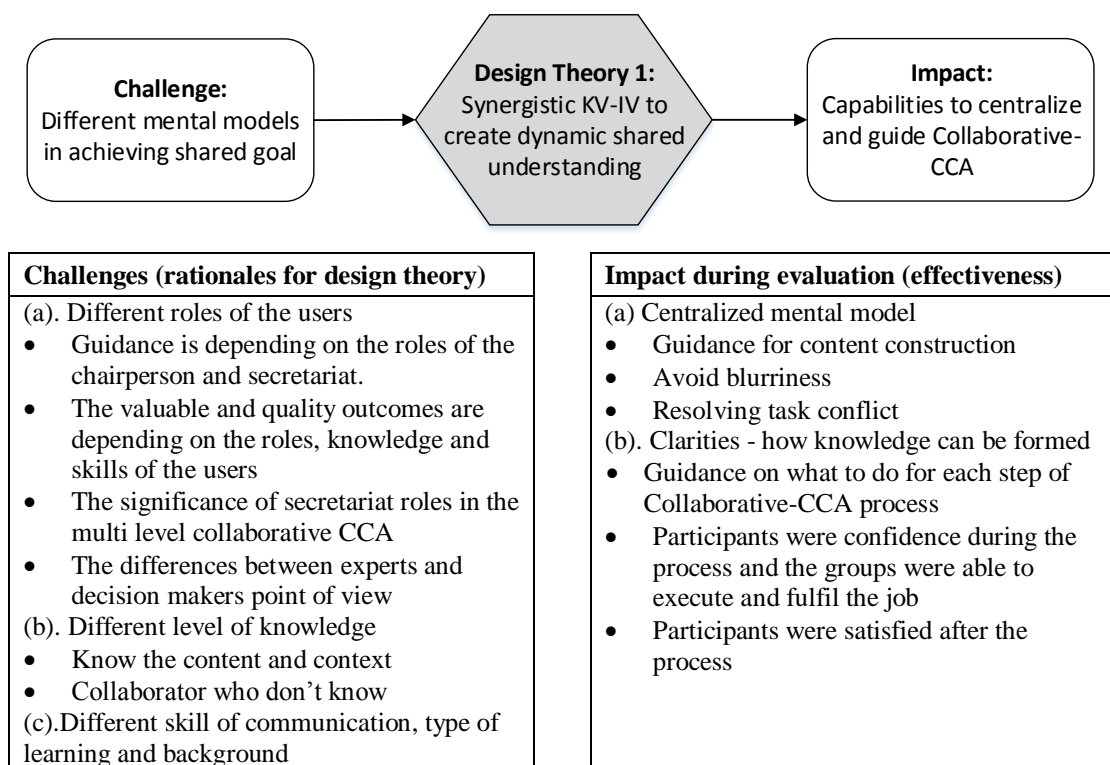 Challenge:
Different mental models
in achieving shared goal
Design Theory 1:
Synergistic KV-IV to
create dynamic shared
understanding
Impact:
Capabilities to centralize
and guide Collaborative-
CCA
Challenges (rationales for design theory)
(a). Different roles of the users
• Guidance is depending on the roles of the
chairperson and secretariat.
• The valuable and quality outcomes are
depending on the roles, knowledge and
skills of the users
• The significance of secretariat roles in the
multi level collaborative CCA
• The differences between experts and
decision makers point of view
(b). Different level of knowledge
• Know the content and context
• Collaborator who don't know
(c).Different skill of communication, type of
learning and background
Impact during evaluation (effectiveness)
(a) Centralized mental model
• Guidance for content construction
• Avoid blurriness
• Resolving task conflict
(b). Clarities - how knowledge can be formed
• Guidance on what to do for each step of
Collaborative-CCA process
• Participants were confidence during the
process and the groups were able to
execute and fulfil the job
• Participants were satisfied after the
process